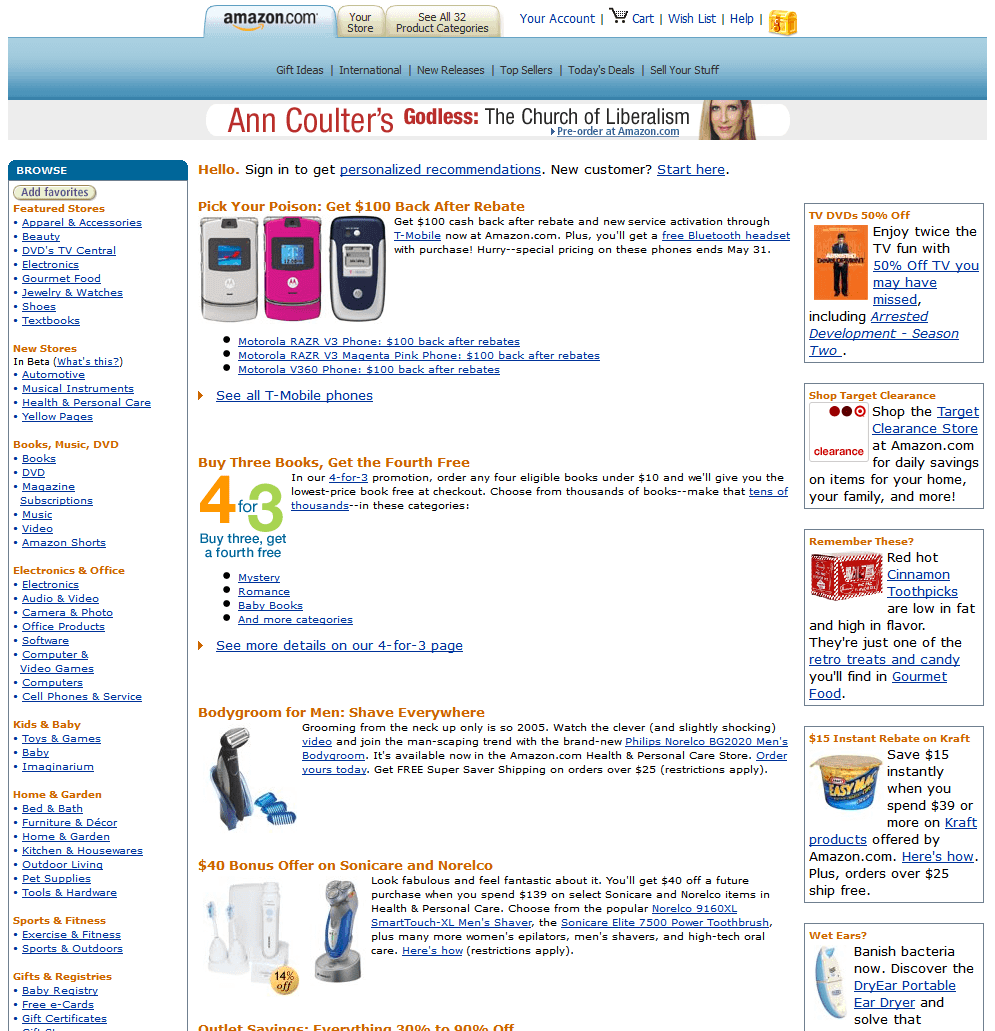 amazon.com
Your
Store
See All 32
Product Categories
Your Account | Cart | Wish List | Help |
Gift Ideas | International | New Releases | Top Sellers | Today's Deals | Sell Your Stuff
Ann Coulter's Godless: The Church of Liberalism
Pre-order at Amazon.com
BROWSE
Add favorites
Featured Stores
• Apparel & Accessories
• Beauty
• DVD's TV Central
• Electronics
• Gourmet Food
• Jewelry & Watches
• Shoes
• Textbooks
New Stores
In Beta (What's this?)
• Automotive
• Musical Instruments
• Health & Personal Care
• Yellow Pages
Books, Music, DVD
• Books
• DVD
• Magazine
Subscriptions
• Music
• Video
• Amazon Shorts
Electronics & Office
• Electronics
• Audio & Video
• Camera & Photo
• Office Products
• Software
• Computer &
Video Games
• Computers
• Cell Phones & Service
Kids & Baby
• Toys & Games
• Baby
• Imaginarium
Home & Garden
• Bed & Bath
• Furniture & Décor
• Home & Garden
• Kitchen & Housewares
• Outdoor Living
• Pet Supplies
• Tools & Hardware
Sports & Fitness
• Exercise & Fitness
• Sports & Outdoors
Gifts & Registries
• Baby Registry
• Free e-Cards
• Gift Certificates
Hello. Sign in to get personalized recommendations. New customer? Start here.
Pick Your Poison: Get $100 Back After Rebate
Get $100 cash back after rebate and new service activation through
T-Mobile now at Amazon.com. Plus, you'll get a free Bluetooth headset
with purchase! Hurry--special pricing on these phones ends May 31.
• Motorola RAZR V3 Phone: $100 back after rebates
• Motorola RAZR V3 Magenta Pink Phone: $100 back after rebates
• Motorola V360 Phone: $100 back after rebates
See all T-Mobile phones
Buy Three Books, Get the Fourth Free
4 for 3
Buy three, get
a fourth free
In our 4-for-3 promotion, order any four eligible books under $10 and we'll give you the
lowest-price book free at checkout. Choose from thousands of books--make that tens of
thousands--in these categories:
• Mystery
• Romance
• Baby Books
• And more categories
See more details on our 4-for-3 page
Bodygroom for Men: Shave Everywhere
Grooming from the neck up only is so 2005. Watch the clever (and slightly shocking)
video and join the man-scaping trend with the brand-new Philips Norelco BG2020 Men's
Bodygroom. It's available now in the Amazon.com Health & Personal Care Store. Order
yours today. Get FREE Super Saver Shipping on orders over $25 (restrictions apply).
$40 Bonus Offer on Sonicare and Norelco
14%
off
Look fabulous and feel fantastic about it. You'll get $40 off a future
purchase when you spend $139 on select Sonicare and Norelco items in
Health & Personal Care. Choose from the popular Norelco 9160XL
SmartTouch-XL Men's Shaver, the Sonicare Elite 7500 Power Toothbrush,
plus many more women's epilators, men's shavers, and high-tech oral
care. Here's how (restrictions apply).
Outlet Savings: Everything 30% to 90% Off
TV DVDs 50% Off
Enjoy twice the
TV fun with
50% Off TV you
may have
missed,
including Arrested
Development - Season
Two .
Shop Target Clearance
clearance
Shop the Target
Clearance Store
at Amazon.com
for daily savings
on items for your home,
your family, and more!
Remember These?
Red hot
Cinnamon
Toothpicks
are low in fat
and high in flavor.
They're just one of the
retro treats and candy
you'll find in Gourmet
Food.
$15 Instant Rebate on Kraft
EASY MAC
Save $15
instantly
when you
spend $39 or
more on Kraft
products offered by
Amazon.com. Here's how.
Plus, orders over $25
ship free.
Wet Ears?
Banish bacteria
now. Discover the
DryEar Portable
Ear Dryer and
solve that